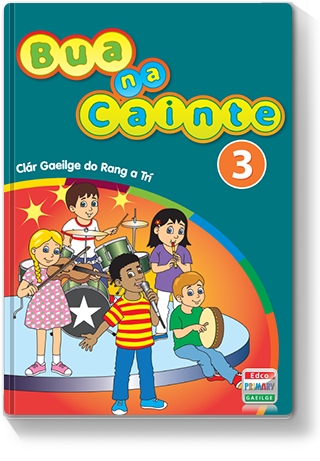 Bua
na
Cainte
3
Clár Gaeilge do Rang a Trí
Edco
PRIMARY
GAEILGE